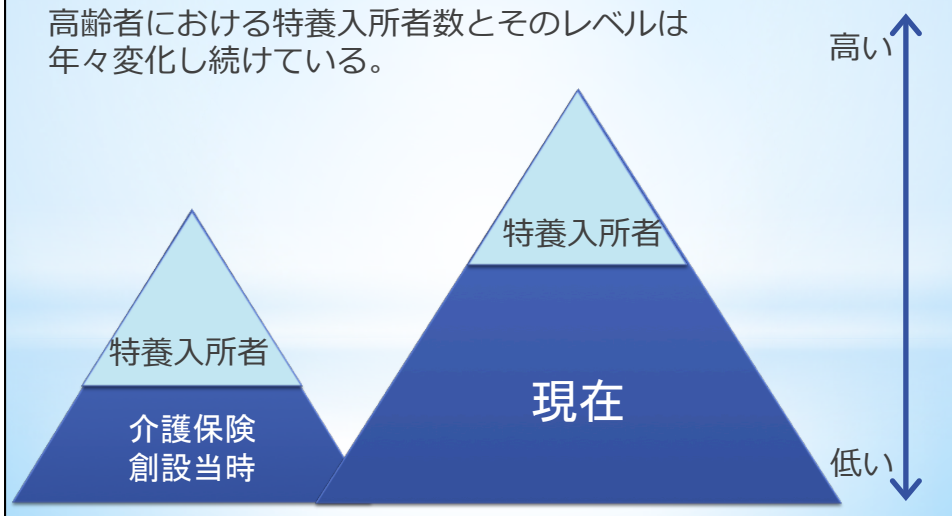 高齢者における特養入所者数とそのレベルは
年々変化し続けている。
高い
特養入所者
特養入所者
現在
介護保険
創設当時
低い